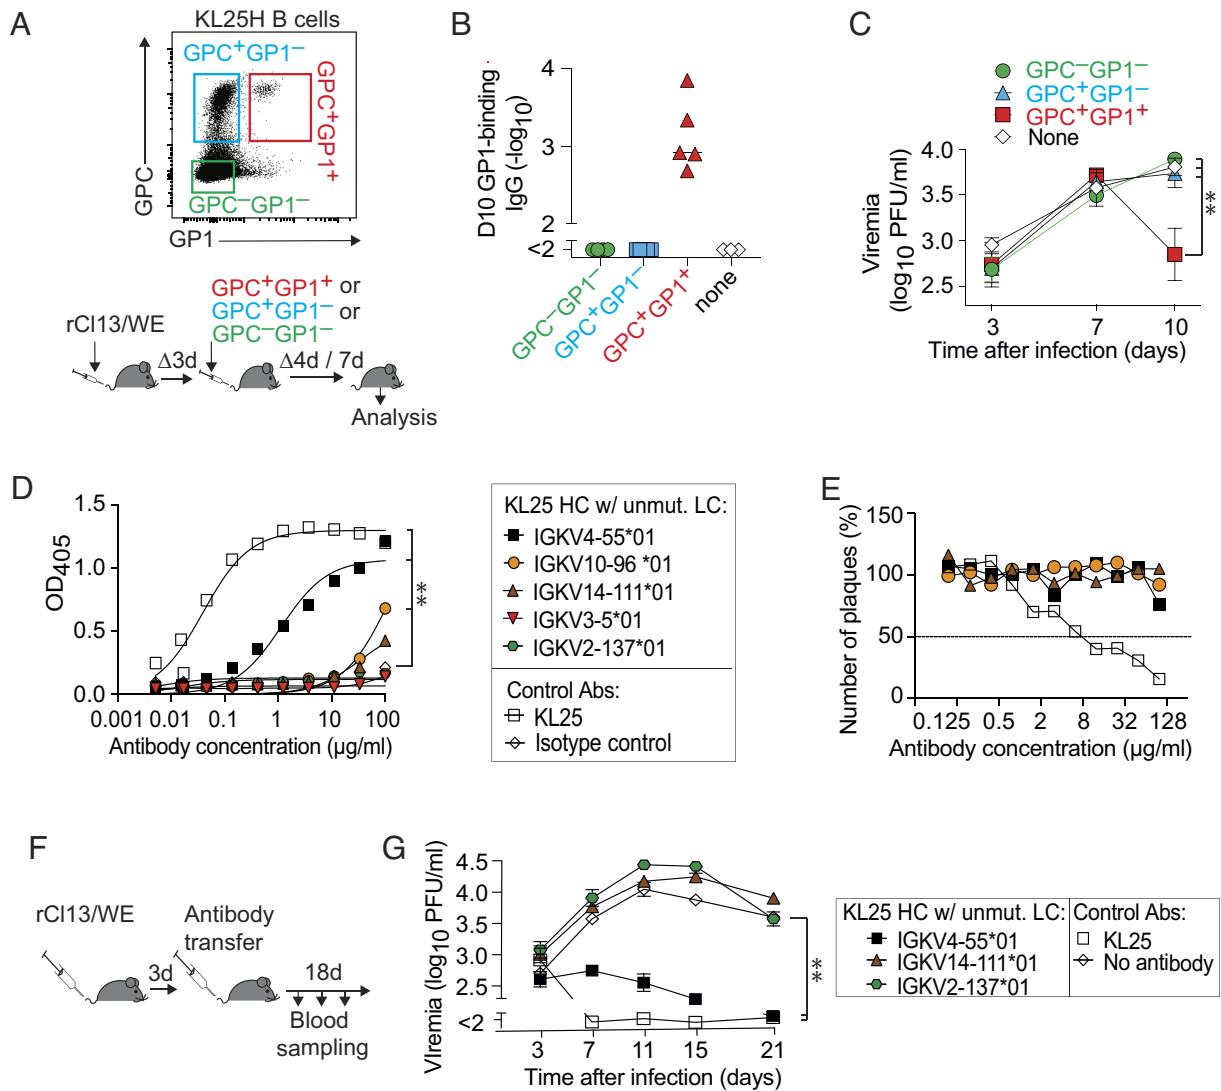 A
KL25H B cells
GPC+GP1−
GPC+GP1+
GPC−GP1−
GPC
GP1
GPC+GP1+ or
GPC+GP1− or
GPC−GP1−
rCl13/WE
Δ3d
Δ4d / 7d
Analysis
B
D10 GP1-binding
IgG (-log10)
4
3
2
<2
GPC−GP1−
GPC+GP1−
GPC+GP1+
none
C
GPC−GP1−
GPC+GP1−
GPC+GP1+
None
Viremia
(log10 PFU/ml)
4.0
3.5
3.0
2.5
**
3 7 10
Time after infection (days)
D
OD405
1.5
1.0
0.5
0.0
**
0.001 0.01 0.1 1 10 100
Antibody concentration (µg/ml)
KL25 HC w/ unmut. LC:
IGKV4-55*01
IGKV10-96 *01
IGKV14-111*01
IGKV3-5*01
IGKV2-137*01
Control Abs:
KL25
Isotype control
E
Number of plaques (%)
150
100
50
0
0.125 0.5 2 8 32 128
Antibody concentration (µg/ml)
F
rCl13/WE
Antibody
transfer
3d
18d
Blood
sampling
G
VIremia (log10 PFU/ml)
4.5
4.0
3.5
3.0
2.5
<2
**
3 7 11 15 21
Time after infection (days)
KL25 HC w/ unmut. LC:
IGKV4-55*01
IGKV14-111*01
IGKV2-137*01
Control Abs:
KL25
No antibody